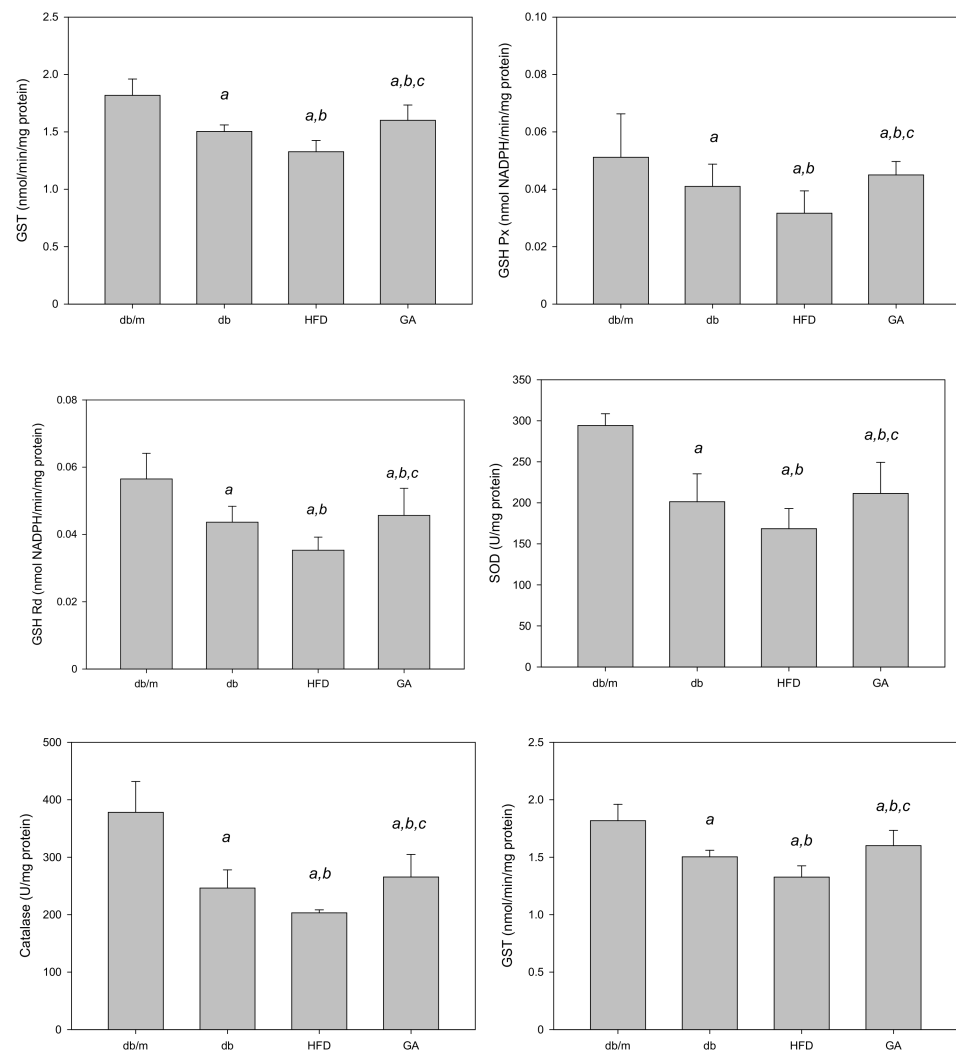 GST (nmol/min/mg protein)
2.5
2.0
1.5
1.0
0.5
0
a
a,b
a,b,c
db/m db HFD GA
GSH Px (nmol NADPH/min/mg protein)
0.10
0.08
0.06
0.04
0.02
0
a
a,b
a,b,c
db/m db HFD GA
GSH Rd (nmol NADPH/min/mg protein)
0.08
0.06
0.04
0.02
0
a
a,b
a,b,c
db/m db HFD GA
SOD (U/mg protein)
350
300
250
200
150
100
50
0
a
a,b
a,b,c
db/m db HFD GA
Catalase (U/mg protein)
500
400
300
200
100
0
a
a,b
a,b,c
db/m db HFD GA
GST (nmol/min/mg protein)
2.5
2.0
1.5
1.0
0.5
0
a
a,b
a,b,c
db/m db HFD GA